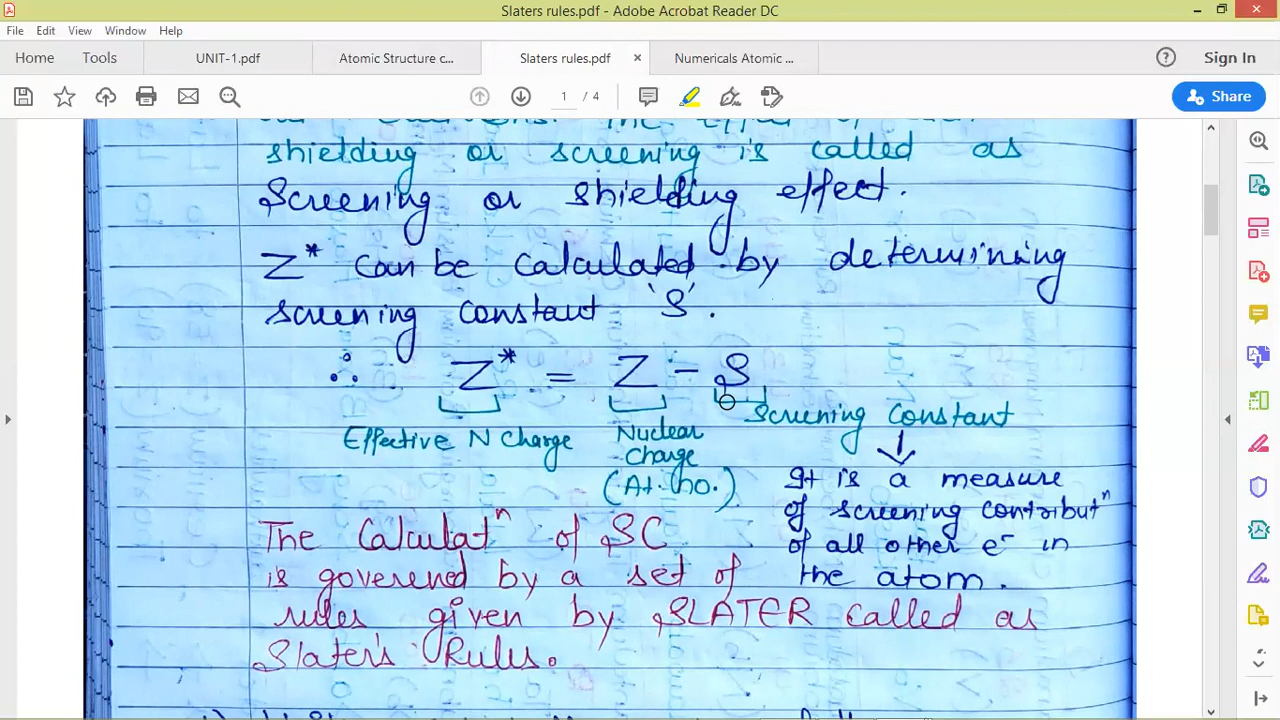 Slaters rules.pdf - Adobe Acrobat Reader DC
File Edit View Window Help
Home Tools UNIT-1.pdf Atomic Structure c... Slaters rules.pdf × Numericals Atomic ... Sign In
1 / 4 Share
shielding or screening is called as
Screening or shielding effect.
Z* can be calculated by determining
screening constant 'S'.
∴ Z* = Z - S
Effective N Charge
Nuclear Charge (At. no.)
Screening Constant
It is a measure
of screening contributⁿ
of all other e⁻ in
the atom.
The Calculatⁿ of SC
is goverend by a set of
rules given by SLATER called as
Slater's Rules.